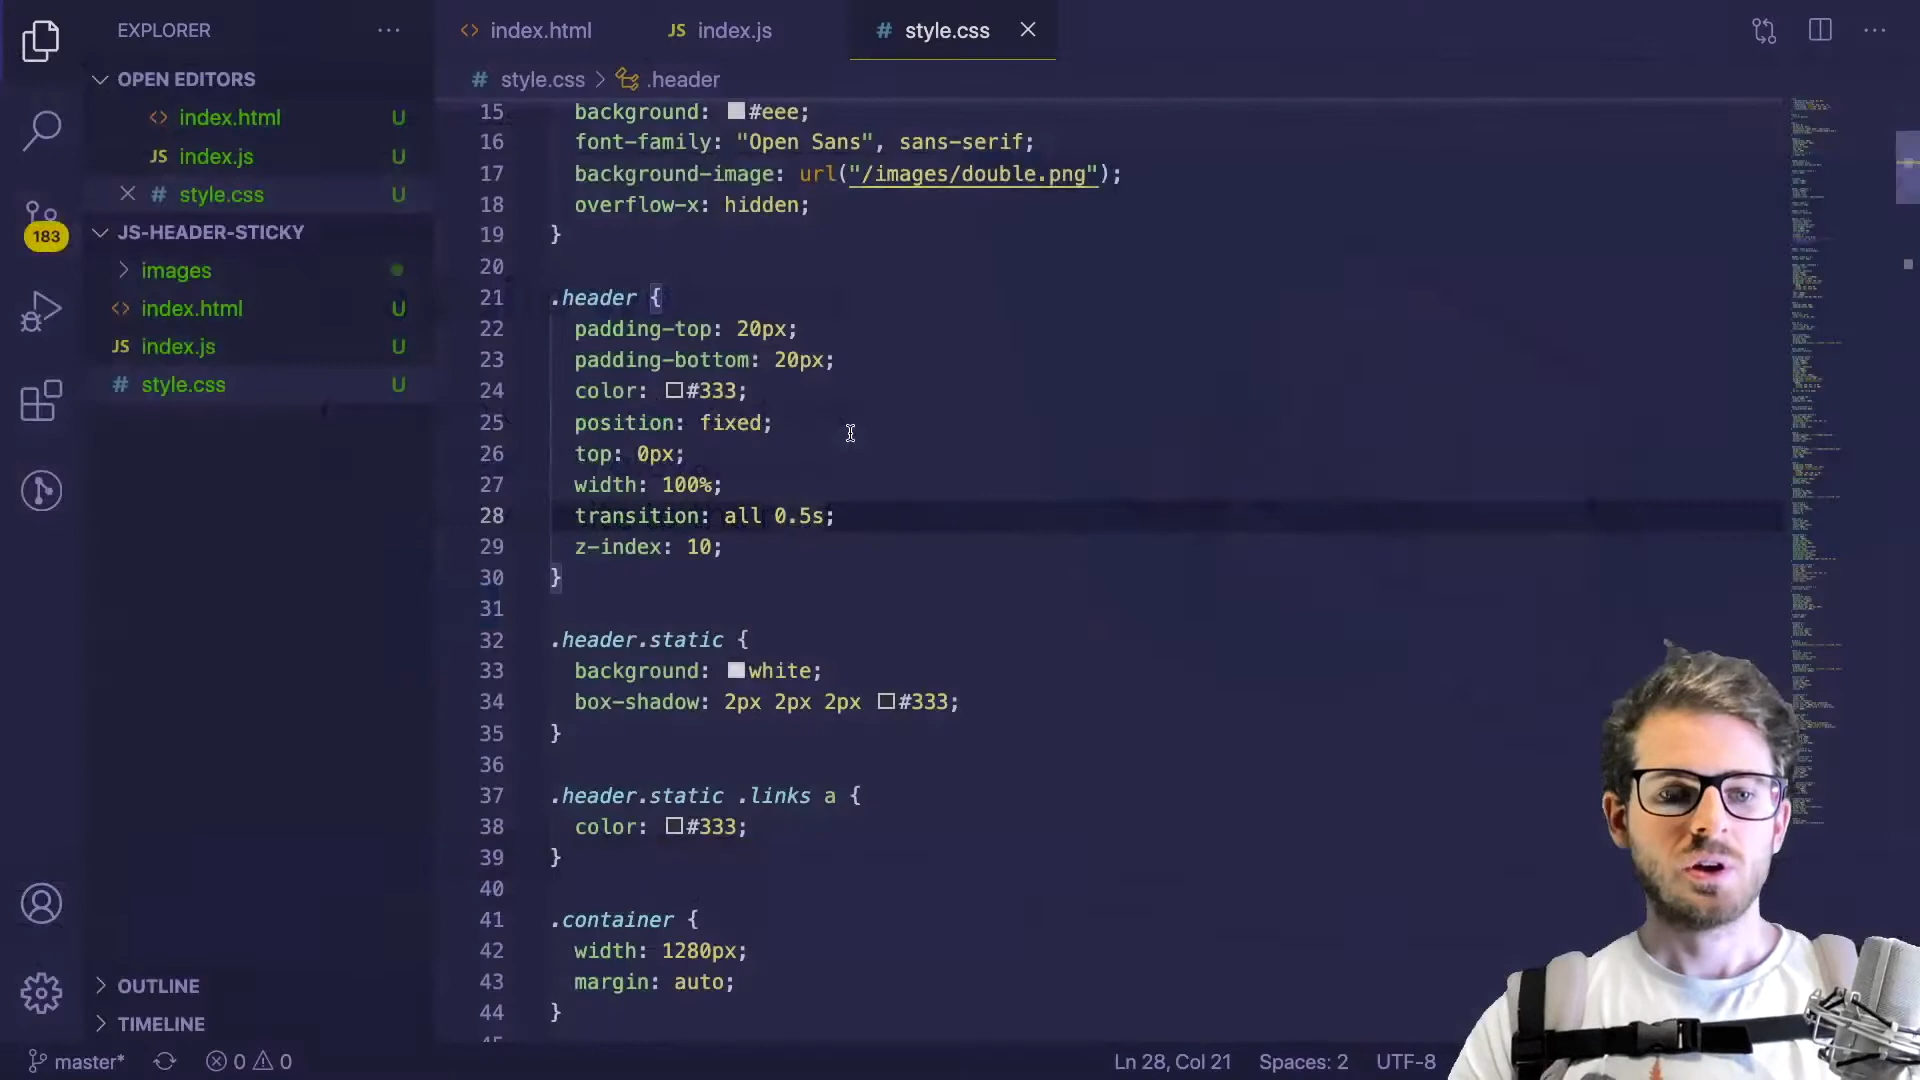 EXPLORER
OPEN EDITORS
index.html U
JS index.js U
# style.css U
183
JS-HEADER-STICKY
images
index.html U
JS index.js U
# style.css U
OUTLINE
TIMELINE
index.html
JS index.js
# style.css
# style.css > .header
15 background: #eee;
16 font-family: "Open Sans", sans-serif;
17 background-image: url("/images/double.png");
18 overflow-x: hidden;
19 }
20
21 .header {
22 padding-top: 20px;
23 padding-bottom: 20px;
24 color: #333;
25 position: fixed;
26 top: 0px;
27 width: 100%;
28 transition: all 0.5s;
29 z-index: 10;
30 }
31
32 .header.static {
33 background: white;
34 box-shadow: 2px 2px 2px #333;
35 }
36
37 .header.static .links a {
38 color: #333;
39 }
40
41 .container {
42 width: 1280px;
43 margin: auto;
44 }
master* 0 0
Ln 28, Col 21 Spaces: 2 UTF-8